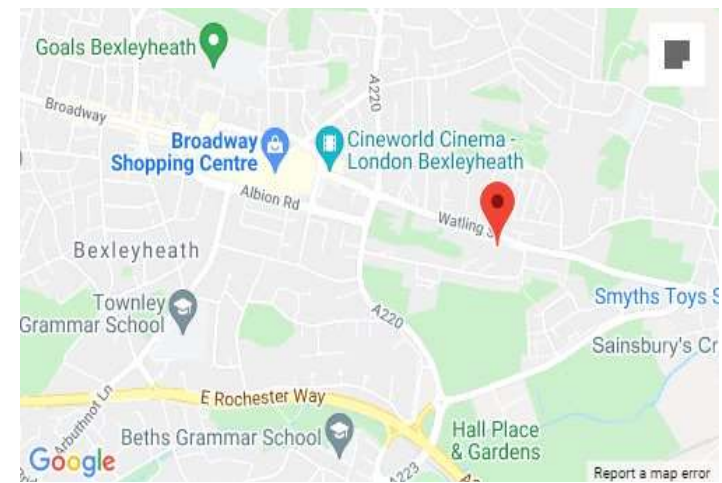 Goals Bexleyheath
A220
Broadway
Broadway
Shopping Centre
Cineworld Cinema -
London Bexleyheath
Albion Rd
Watling S
Bexleyheath
Townley
Grammar School
A220
Smyths Toys S
Sainsbury's Cr
E Rochester Way
Arbuthnot Ln
Beths Grammar School
Hall Place
& Gardens
A223
Google
Report a map error